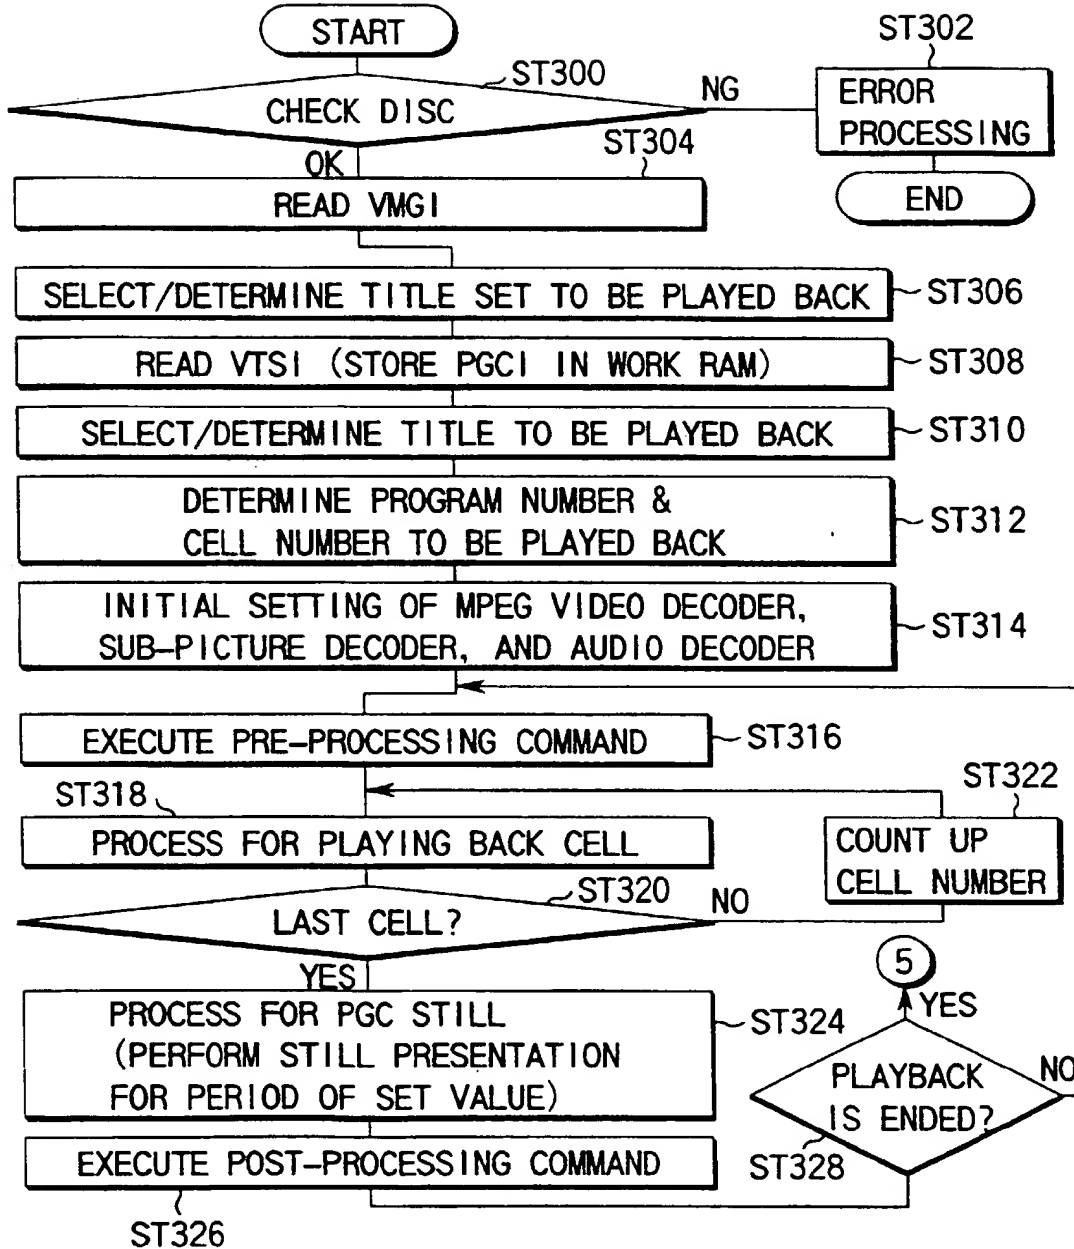 START
ST300
CHECK DISC
NG
ST302
ERROR
PROCESSING
END
OK
ST304
READ VMGI
SELECT/DETERMINE TITLE SET TO BE PLAYED BACK
ST306
READ VTSI (STORE PGCI IN WORK RAM)
ST308
SELECT/DETERMINE TITLE TO BE PLAYED BACK
ST310
DETERMINE PROGRAM NUMBER &
CELL NUMBER TO BE PLAYED BACK
ST312
INITIAL SETTING OF MPEG VIDEO DECODER,
SUB-PICTURE DECODER, AND AUDIO DECODER
ST314
EXECUTE PRE-PROCESSING COMMAND
ST316
ST318
PROCESS FOR PLAYING BACK CELL
ST322
COUNT UP
CELL NUMBER
ST320
LAST CELL?
NO
YES
PROCESS FOR PGC STILL
(PERFORM STILL PRESENTATION
FOR PERIOD OF SET VALUE)
ST324
EXECUTE POST-PROCESSING COMMAND
ST326
5
YES
PLAYBACK
IS ENDED?
NO
ST328